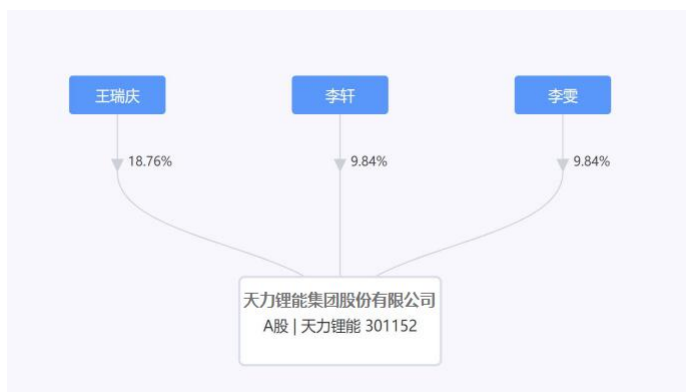 王瑞庆
李轩
李雯
18.76%
9.84%
9.84%
天力锂能集团股份有限公司
A股 | 天力锂能 301152